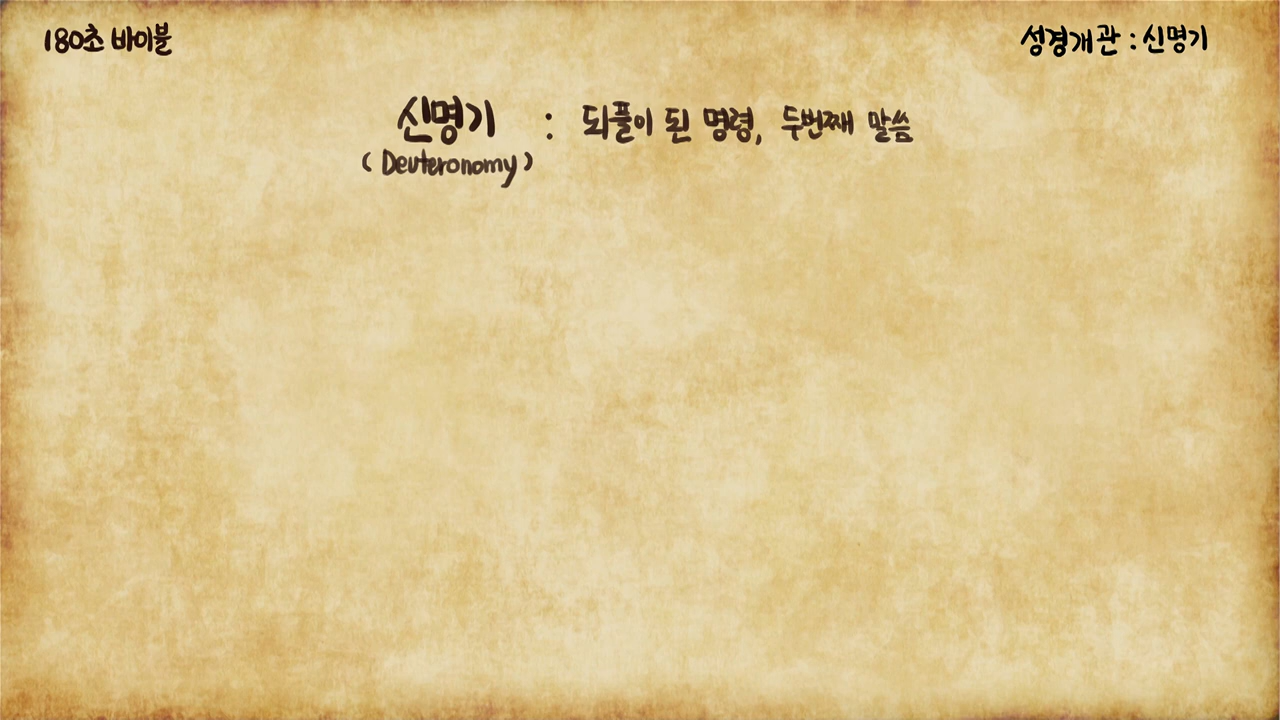 180초 바이블
성경개관 : 신명기
신명기 : 되풀이 된 명령, 두번째 말씀
(Deuteronomy)